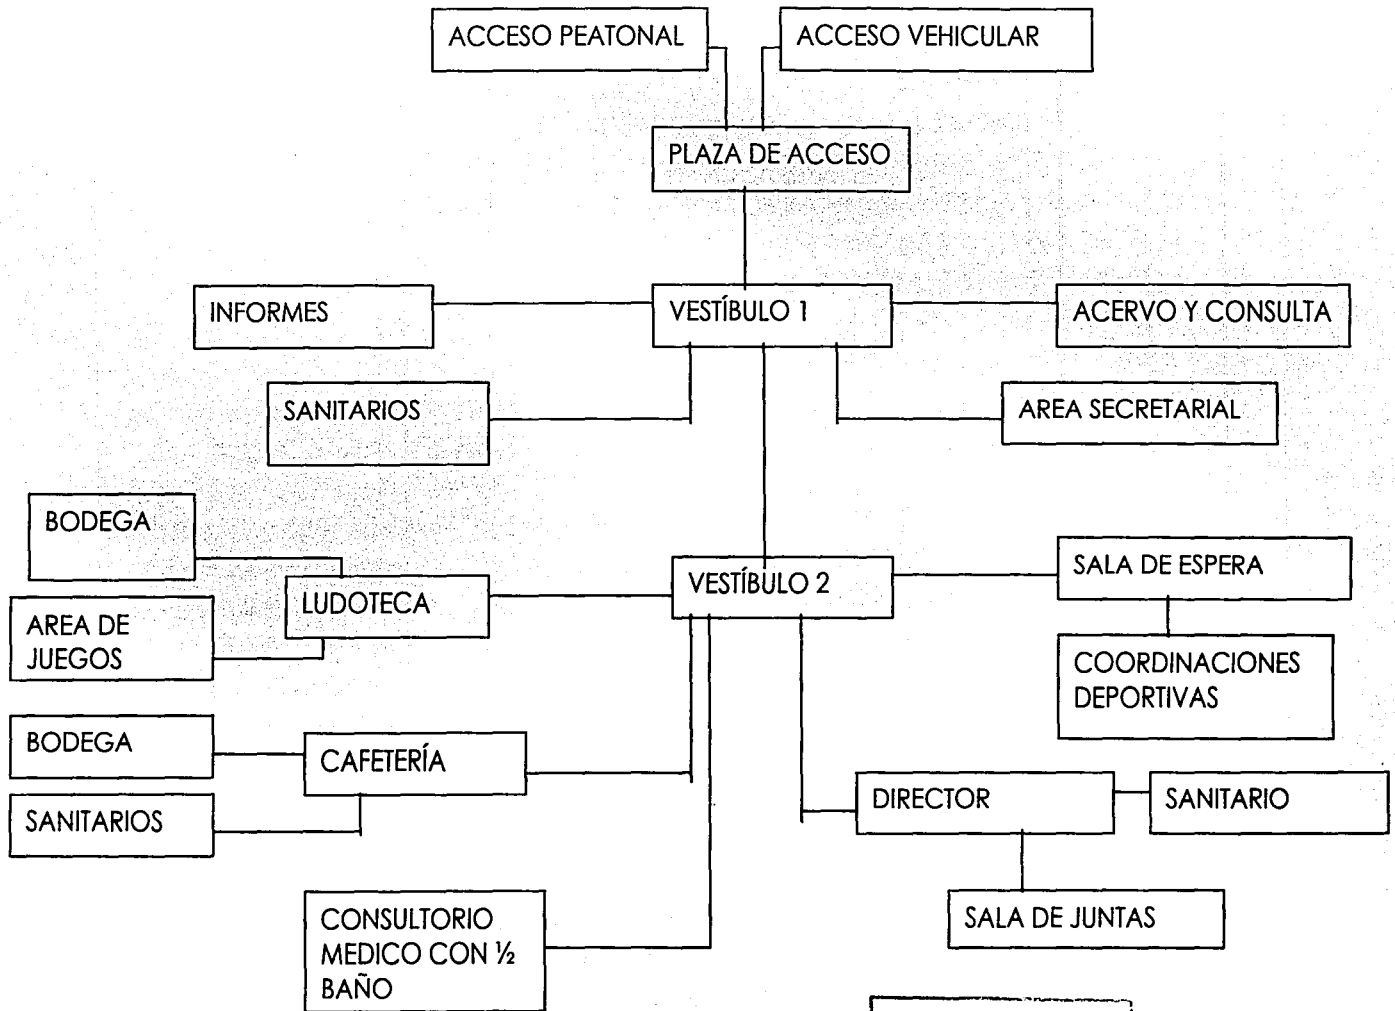 ACCESO PEATONAL
ACCESO VEHICULAR
PLAZA DE ACCESO
INFORMES
VESTÍBULO 1
ACERVO Y CONSULTA
SANITARIOS
AREA SECRETARIAL
BODEGA
LUDOTECA
VESTÍBULO 2
SALA DE ESPERA
AREA DE
JUEGOS
COORDINACIONES
DEPORTIVAS
BODEGA
CAFETERÍA
DIRECTOR
SANITARIO
SANITARIOS
CONSULTORIO
MEDICO CON ½
BAÑO
SALA DE JUNTAS